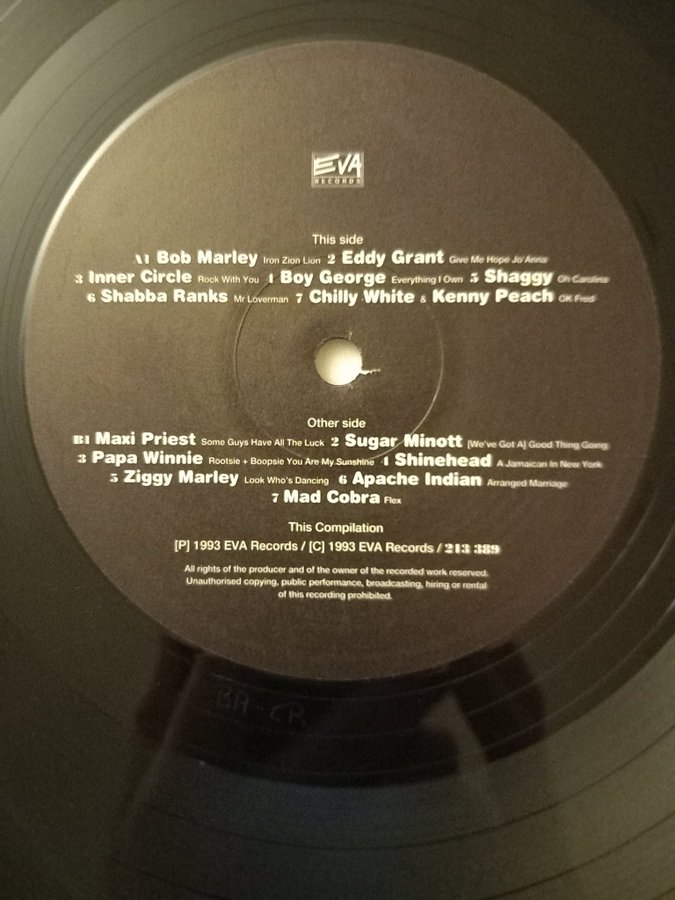 EVA
RECORDS
This side
A1 Bob Marley Iron Zion Lion 2 Eddy Grant Give Me Hope Jo'Anna
3 Inner Circle Rock With You 4 Boy George Everything I Own 5 Shaggy Oh Carolina
6 Shabba Ranks Mr Loverman 7 Chilly White & Kenny Peach OK Fred
Other side
B1 Maxi Priest Some Guys Have All The Luck 2 Sugar Minott [We've Got A] Good Thing Going
3 Papa Winnie Rootsie + Boopsie You Are My Sunshine 4 Shinehead A Jamaican In New York
5 Ziggy Marley Look Who's Dancing 6 Apache Indian Arranged Marriage
7 Mad Cobra Flex
This Compilation
[P] 1993 EVA Records / [C] 1993 EVA Records / 213 389
All rights of the producer and of the owner of the recorded work reserved.
Unauthorised copying, public performance, broadcasting, hiring or rental
of this recording prohibited.